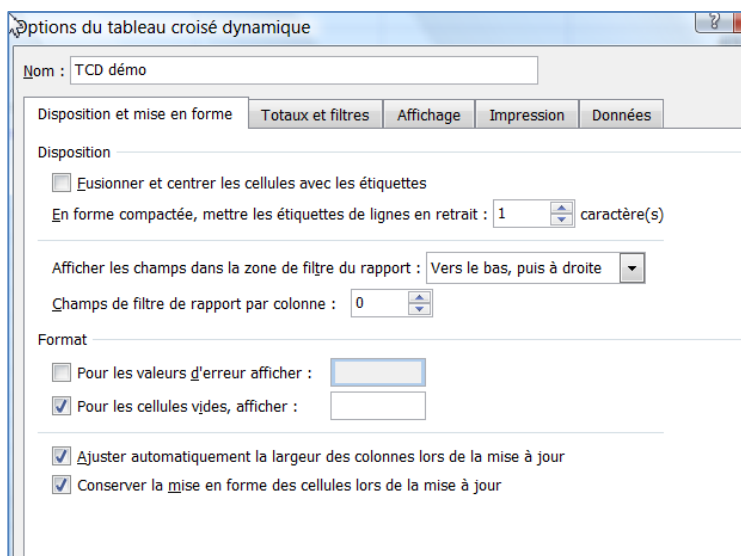 Options du tableau croisé dynamique
?
Nom : TCD démo
Disposition et mise en forme Totaux et filtres Affichage Impression Données
Disposition
Fusionner et centrer les cellules avec les étiquettes
En forme compactée, mettre les étiquettes de lignes en retrait : 1 caractère(s)
Afficher les champs dans la zone de filtre du rapport : Vers le bas, puis à droite
Champs de filtre de rapport par colonne : 0
Format
Pour les valeurs d'erreur afficher :
Pour les cellules vides, afficher :
Ajuster automatiquement la largeur des colonnes lors de la mise à jour
Conserver la mise en forme des cellules lors de la mise à jour